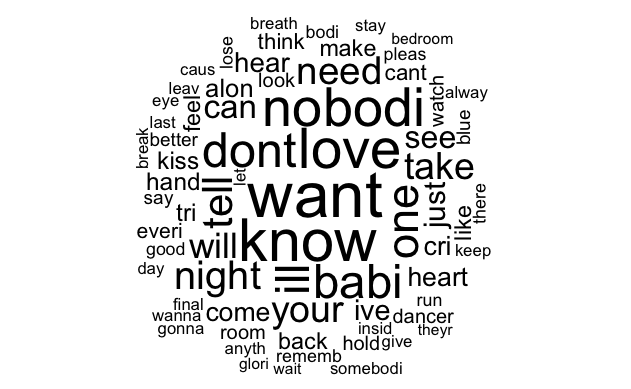 breath
bodi
stay
think
make
bedroom
lose
hear
need
pleas
caus
look
cant
leav
alon
watch
alway
eye
feel
can
nobodi
last
blue
better
dont
love
see
break
kiss
let
take
hand
tell
want
just
there
say
tri
one
like
everi
know
cri
keep
good
will
day
night
ill
babi
heart
final
run
wanna
come
your
ive
dancer
gonna
insid
theyr
room
back
hold
give
anyth
rememb
glori
wait
somebodi